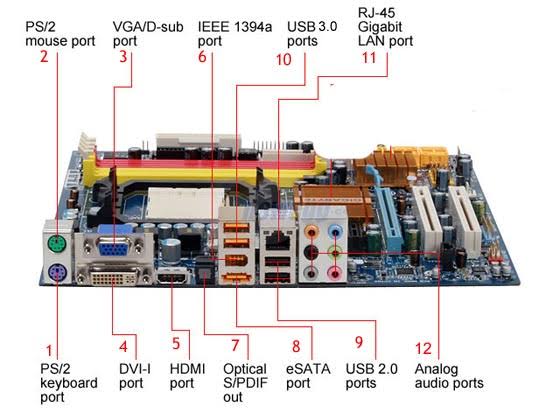 PS/2
mouse port
2
VGA/D-sub
port
3
IEEE 1394a
port
6
USB 3.0
ports
10
RJ-45
Gigabit
LAN port
11
GIGABYTE
1
PS/2
keyboard
port
4
DVI-I
port
5
HDMI
port
7
Optical
S/PDIF
out
8
eSATA
port
9
USB 2.0
ports
12
Analog
audio ports